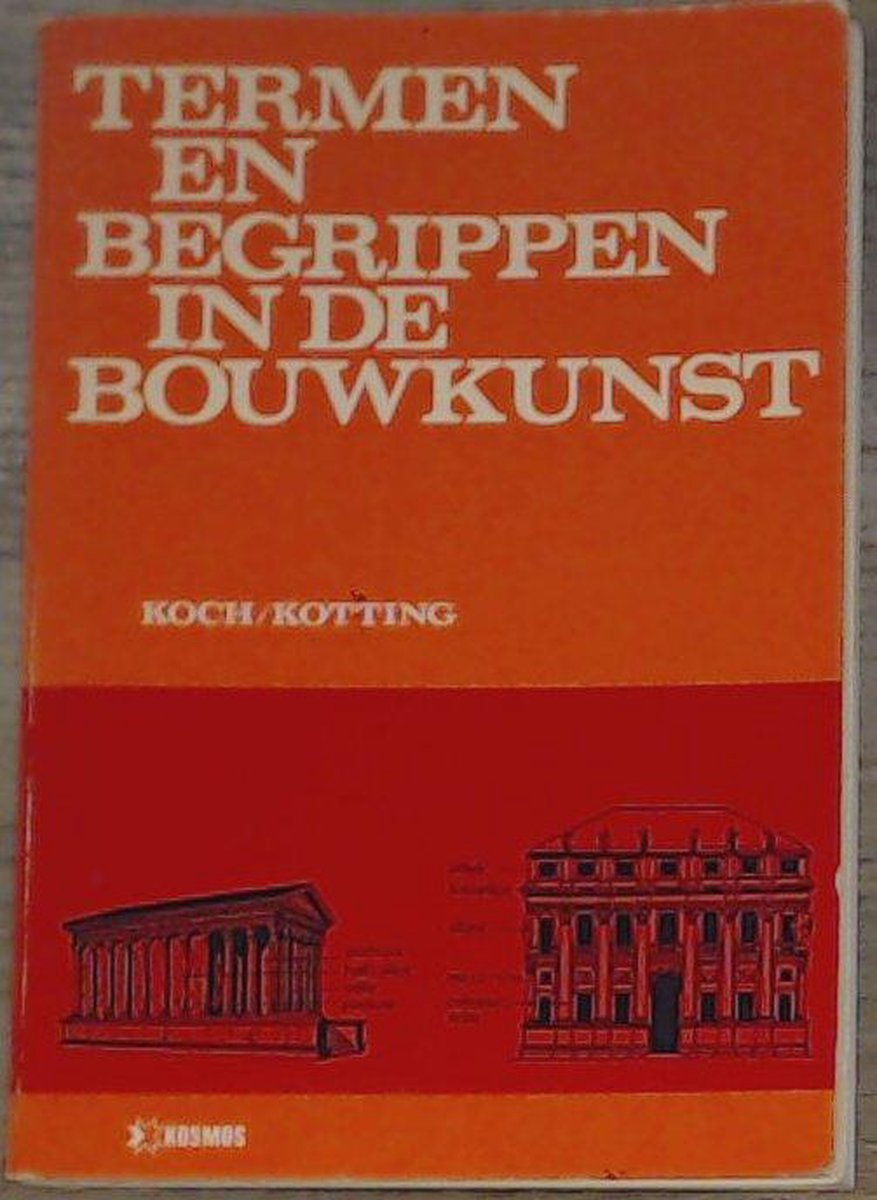 TERMEN
EN
BEGRIPPEN
IN DE
BOUWKUNST
KOCH/KOTTING
KOSMOS